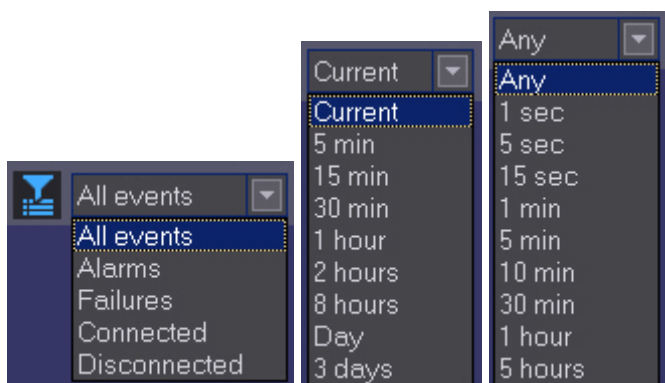 All events
All events
Alarms
Failures
Connected
Disconnected
Current
Current
5 min
15 min
30 min
1 hour
2 hours
8 hours
Day
3 days
Any
Any
1 sec
5 sec
15 sec
1 min
5 min
10 min
30 min
1 hour
5 hours